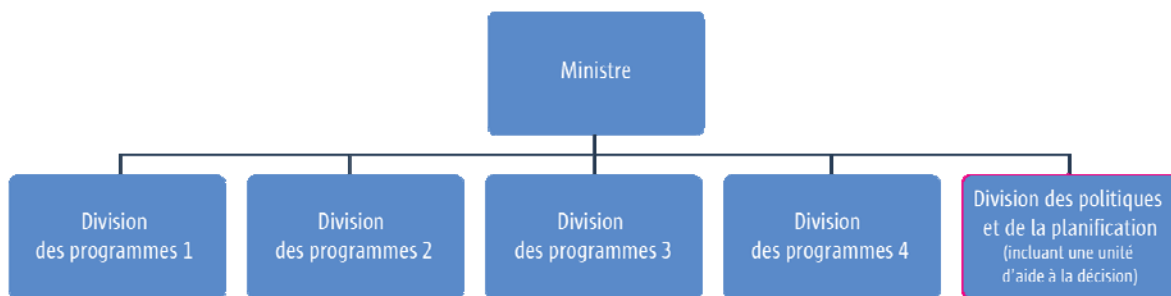 Ministre
Division
des programmes 1
Division
des programmes 2
Division
des programmes 3
Division
des programmes 4
Division des politiques
et de la planification
(incluant une unité
d'aide à la décision)